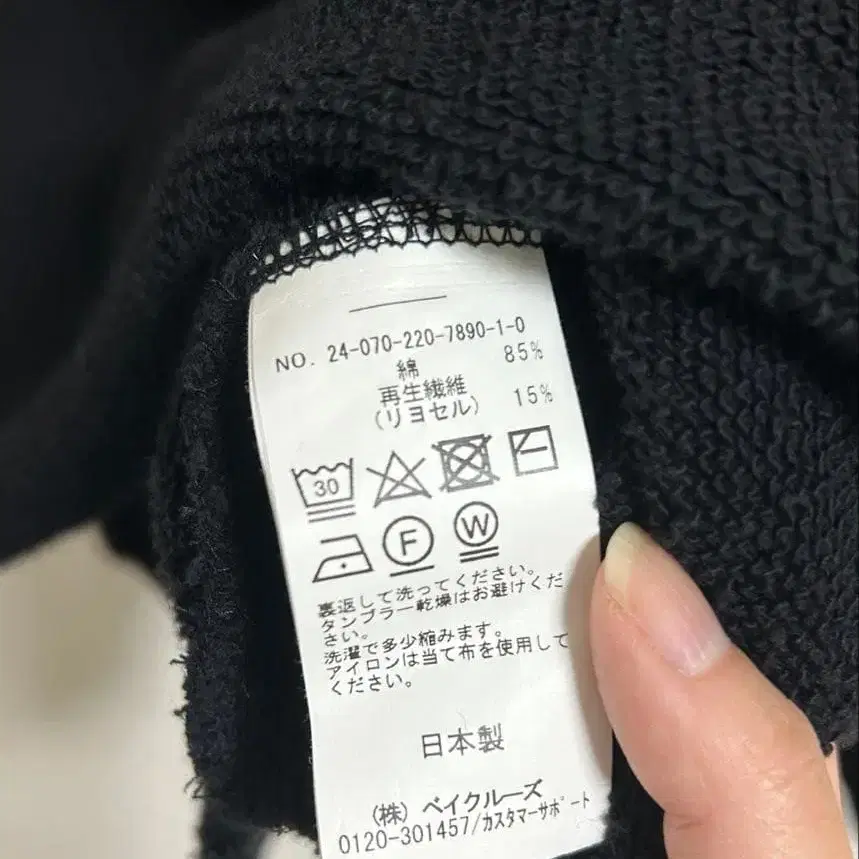 NO. 24-070-220-7890-1-0
綿 85%
再生繊維
(リヨセル) 15%
30
F W
裏返して洗ってください。
タンブラー乾燥はお避けくだ
さい。
洗濯で多少縮みます。
アイロンは当て布を使用して
ください。
日本製
(株) ベイクルーズ
0120-301457/カスタマーサポート